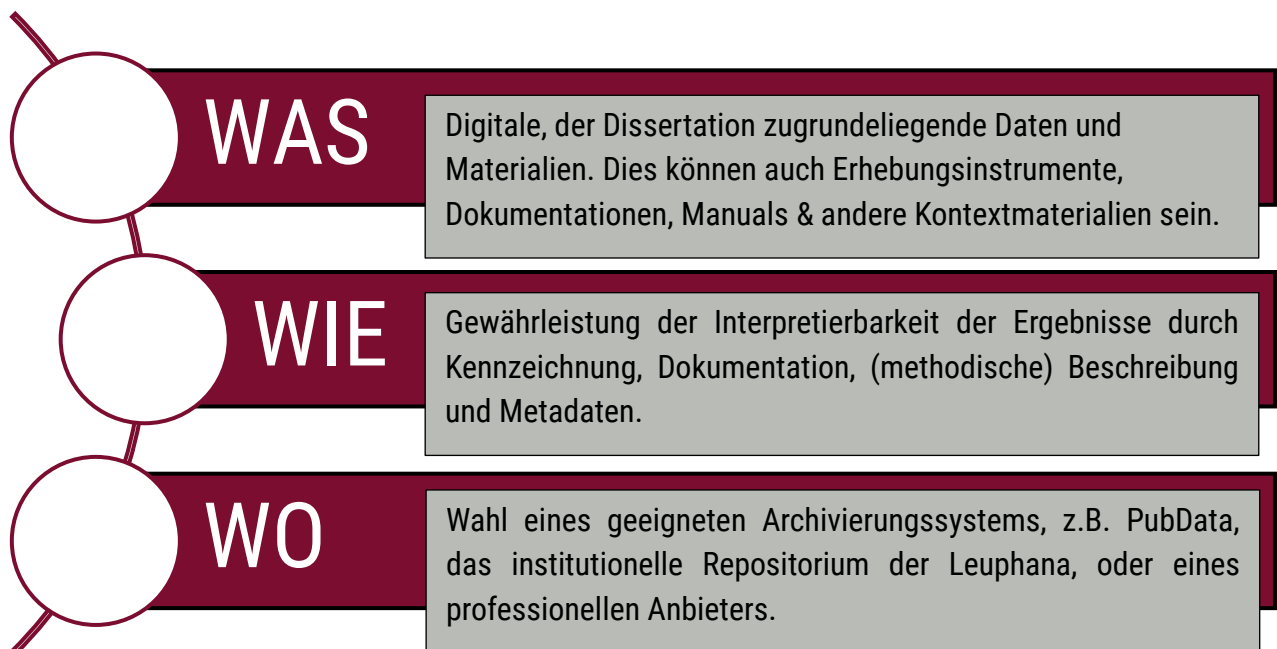 WAS
Digitale, der Dissertation zugrundeliegende Daten und
Materialien. Dies können auch Erhebungsinstrumente,
Dokumentationen, Manuals & andere Kontextmaterialien sein.
WIE
Gewährleistung der Interpretierbarkeit der Ergebnisse durch
Kennzeichnung, Dokumentation, (methodische) Beschreibung
und Metadaten.
WO
Wahl eines geeigneten Archivierungssystems, z.B. PubData,
das institutionelle Repositorium der Leuphana, oder eines
professionellen Anbieters.